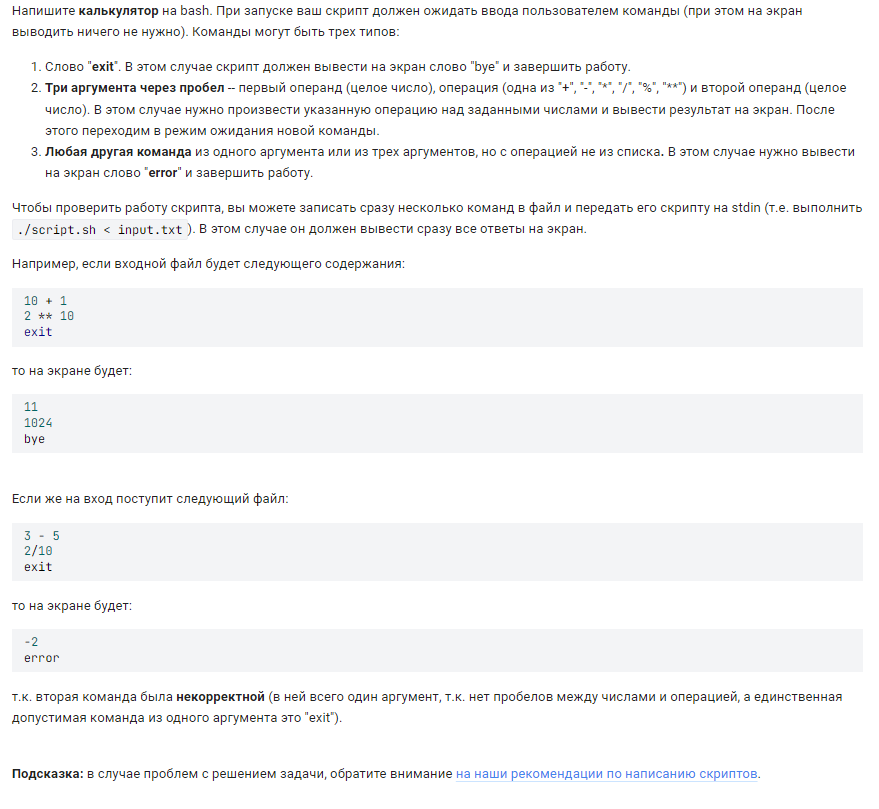 Напишите калькулятор на bash. При запуске ваш скрипт должен ожидать ввода пользователем команды (при этом на экран
выводить ничего не нужно). Команды могут быть трех типов:
1. Слово "exit". В этом случае скрипт должен вывести на экран слово "bye" и завершить работу.
2. Три аргумента через пробел -- первый операнд (целое число), операция (одна из "+", "-", "*", "/", "%", "**") и второй операнд (целое
число). В этом случае нужно произвести указанную операцию над заданными числами и вывести результат на экран. После
этого переходим в режим ожидания новой команды.
3. Любая другая команда из одного аргумента или из трех аргументов, но с операцией не из списка. В этом случае нужно вывести
на экран слово "error" и завершить работу.
Чтобы проверить работу скрипта, вы можете записать сразу несколько команд в файл и передать его скрипту на stdin (т.е. выполнить
./script.sh < input.txt ). В этом случае он должен вывести сразу все ответы на экран.
Например, если входной файл будет следующего содержания:
10 + 1
2 ** 10
exit
то на экране будет:
11
1024
bye
Если же на вход поступит следующий файл:
3 - 5
2/10
exit
то на экране будет:
-2
error
т.к. вторая команда была некорректной (в ней всего один аргумент, т.к. нет пробелов между числами и операцией, а единственная
допустимая команда из одного аргумента это "exit").
Подсказка: в случае проблем с решением задачи, обратите внимание на наши рекомендации по написанию скриптов.